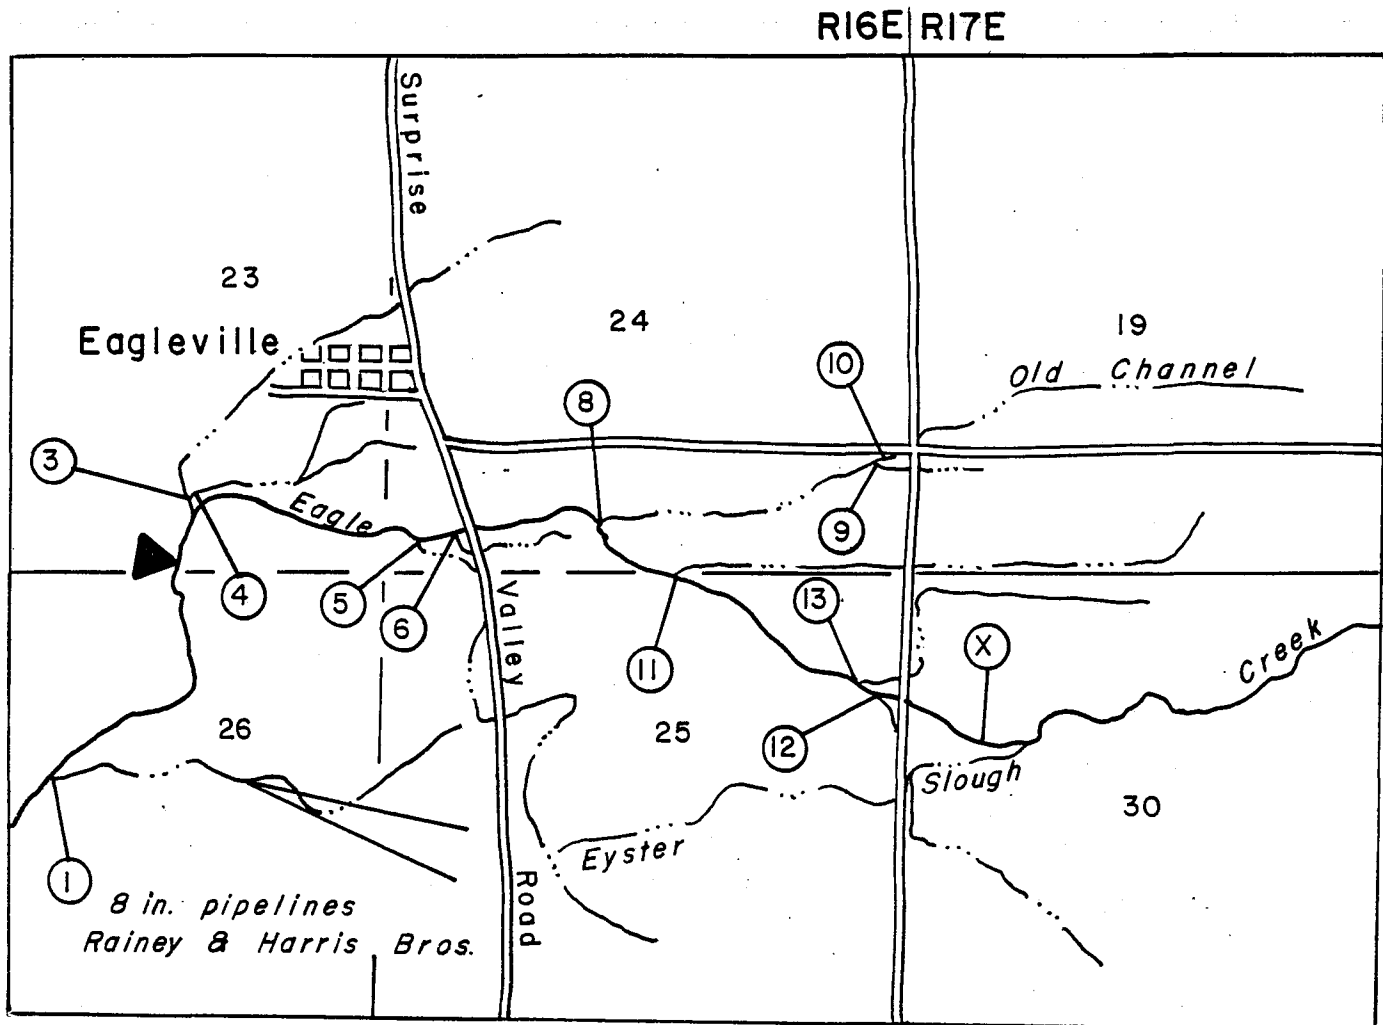 R16E R17E
Surprise
23
24
19
Eagleville
10
Old Channel
8
3
Eagle
9
4
5
6
13
Valley
11
X
Creek
26
25
12
Slough
30
Eyster
1
Road
8 in. pipelines
Rainey & Harris Bros.